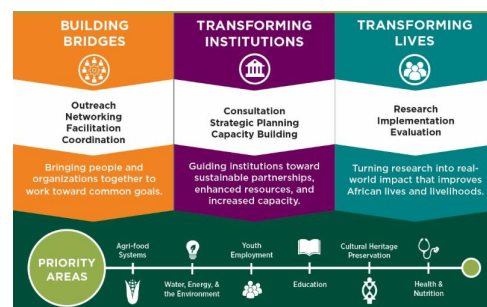 BUILDING
BRIDGES
Outreach
Networking
Facilitation
Coordination
Bringing people and
organizations together to
work toward common goals.
TRANSFORMING
INSTITUTIONS
Consultation
Strategic Planning
Capacity Building
Guiding institutions toward
sustainable partnerships,
enhanced resources, and
increased capacity.
TRANSFORMING
LIVES
Research
Implementation
Evaluation
Turning research into real-
world impact that improves
African lives and livelihoods.
PRIORITY
AREAS
Agri-food
Systems
Water, Energy, &
the Environment
Youth
Employment
Education
Cultural Heritage
Preservation
Health &
Nutrition